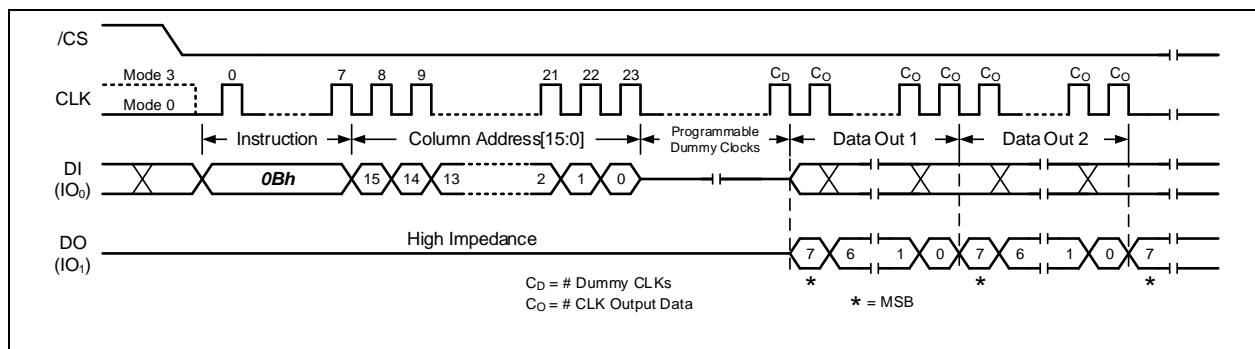 /CS
Mode 3
0 7 8 9 21 22 23 CD CO CO CO CO CO CO
CLK
Mode 0
Instruction Column Address[15:0] Programmable Dummy Clocks Data Out 1 Data Out 2
DI
(IO0)
0Bh 15 14 13 2 1 0
DO
(IO1)
High Impedance
7 6 1 0 7 6 1 0 7
* * *
CD = # Dummy CLKs
CO = # CLK Output Data
* = MSB